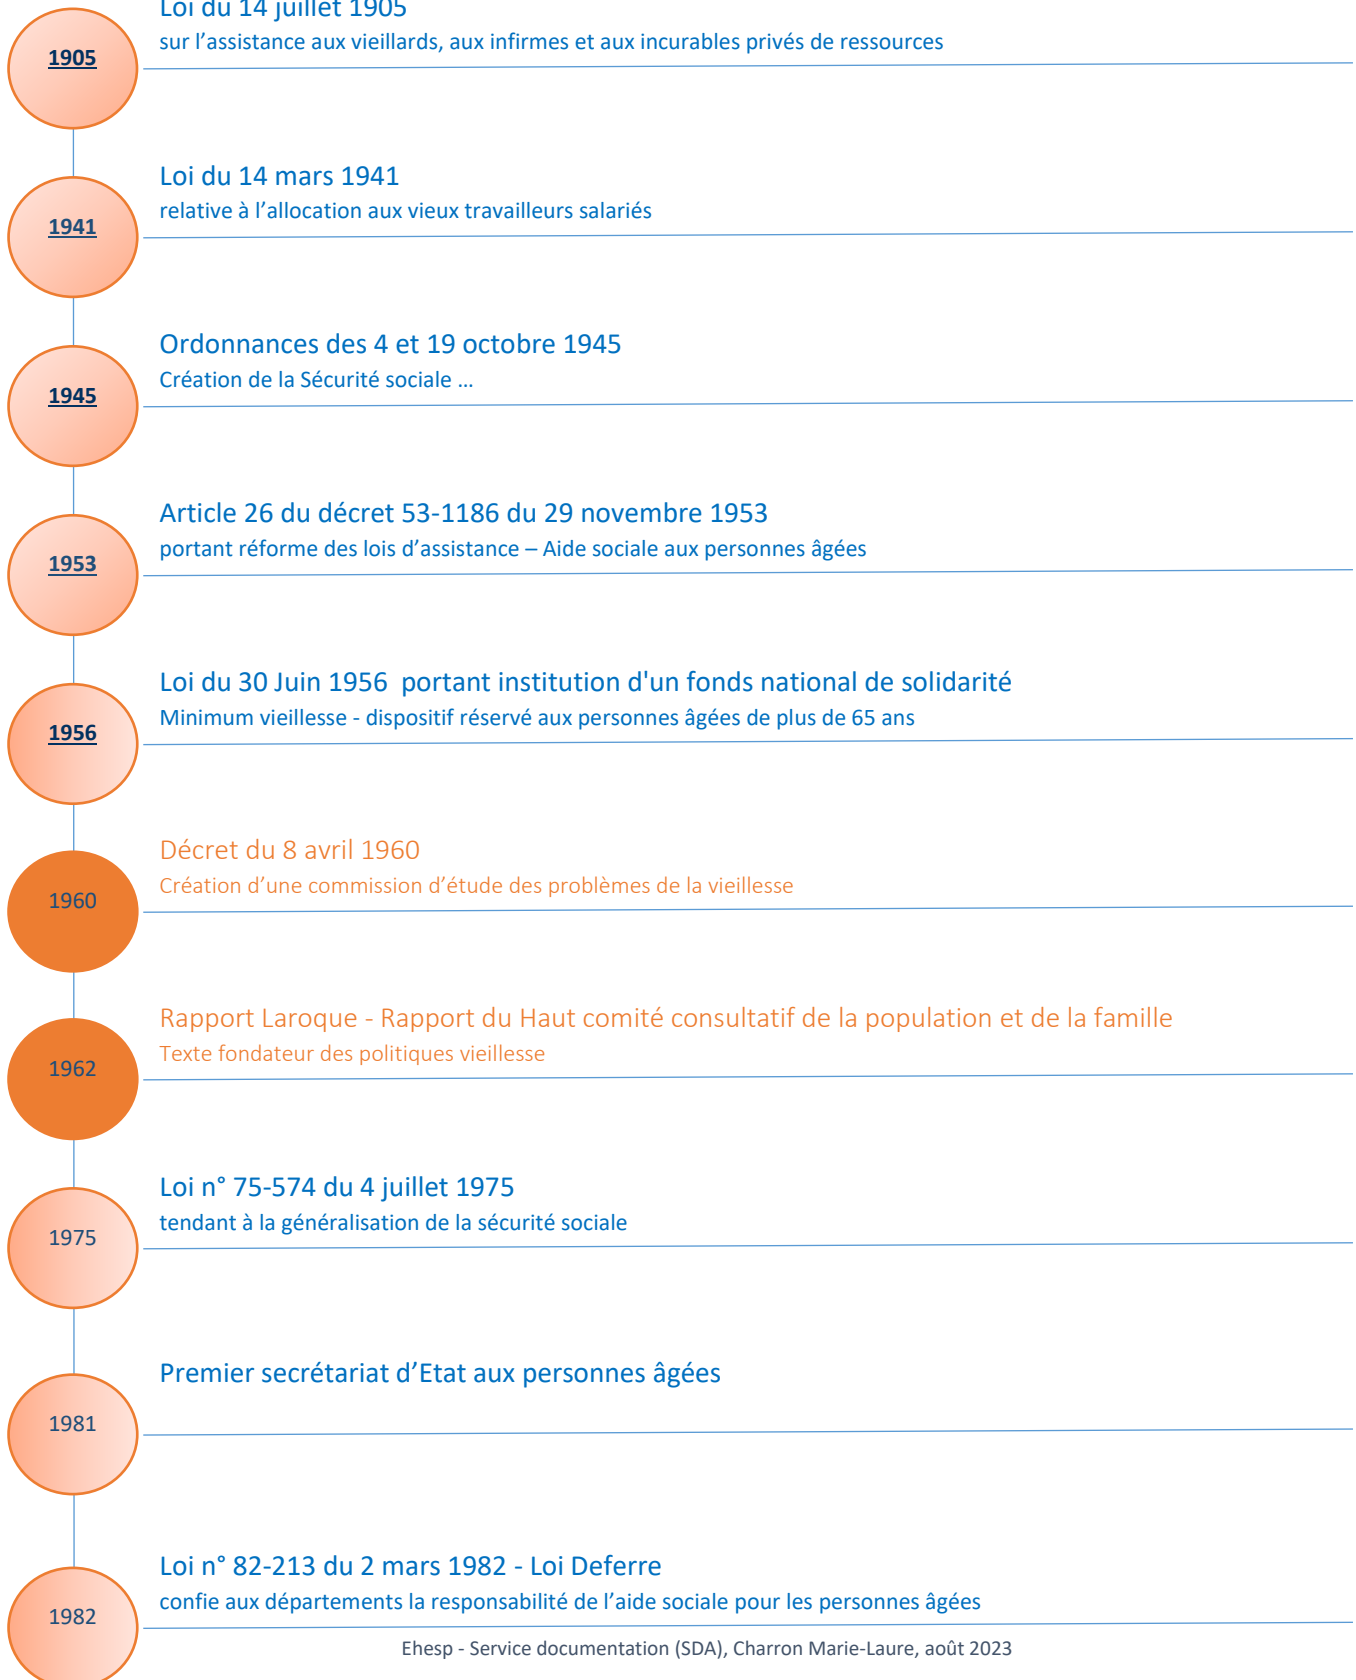 Loi du 14 juillet 1905
sur l’assistance aux vieillards, aux infirmes et aux incurables privés de ressources
1905
Loi du 14 mars 1941
relative à l’allocation aux vieux travailleurs salariés
1941
Ordonnances des 4 et 19 octobre 1945
Création de la Sécurité sociale …
1945
Article 26 du décret 53-1186 du 29 novembre 1953
portant réforme des lois d’assistance – Aide sociale aux personnes âgées
1953
Loi du 30 Juin 1956  portant institution d'un fonds national de solidarité
Minimum vieillesse - dispositif réservé aux personnes âgées de plus de 65 ans
1956
Décret du 8 avril 1960
Création d’une commission d’étude des problèmes de la vieillesse
1960
Rapport Laroque - Rapport du Haut comité consultatif de la population et de la famille
Texte fondateur des politiques vieillesse
1962
Loi n° 75-574 du 4 juillet 1975
tendant à la généralisation de la sécurité sociale
1975
Premier secrétariat d’Etat aux personnes âgées
1981
Loi n° 82-213 du 2 mars 1982 - Loi Deferre
confie aux départements la responsabilité de l’aide sociale pour les personnes âgées
1982
Ehesp - Service documentation (SDA), Charron Marie-Laure, août 2023